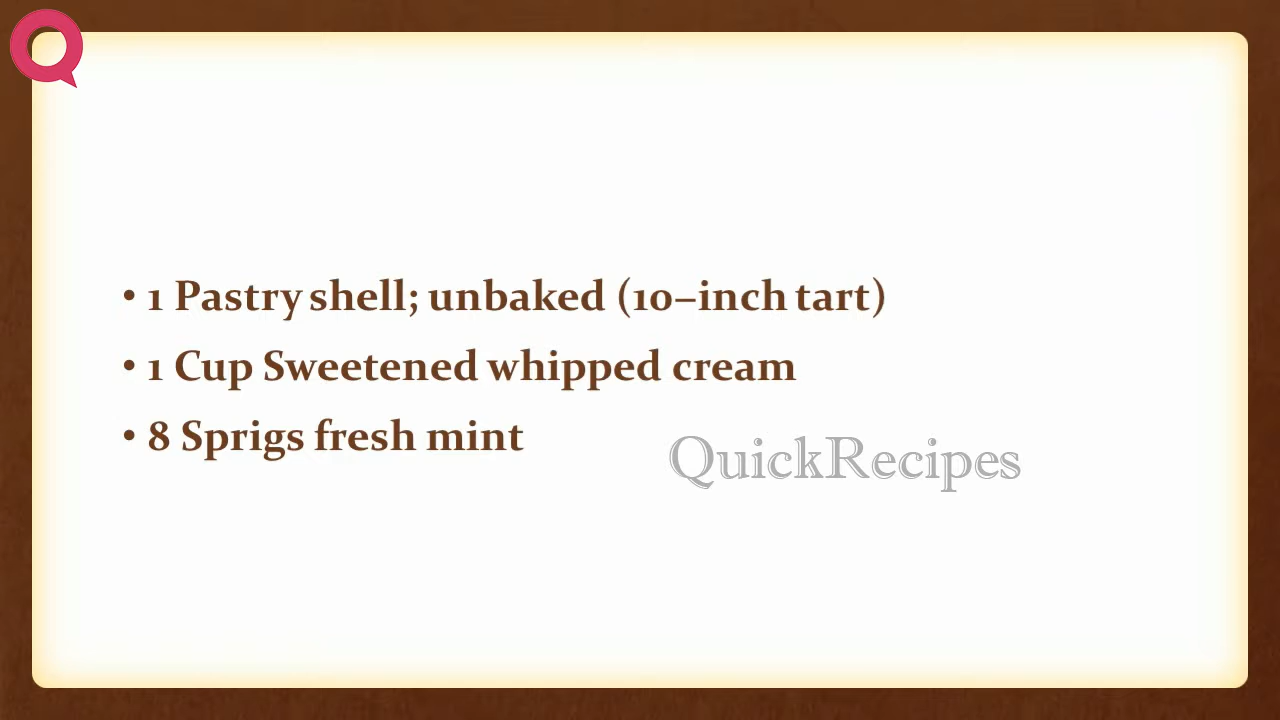 • 1 Pastry shell; unbaked (10–inch tart)
• 1 Cup Sweetened whipped cream
• 8 Sprigs fresh mint
QuickRecipes